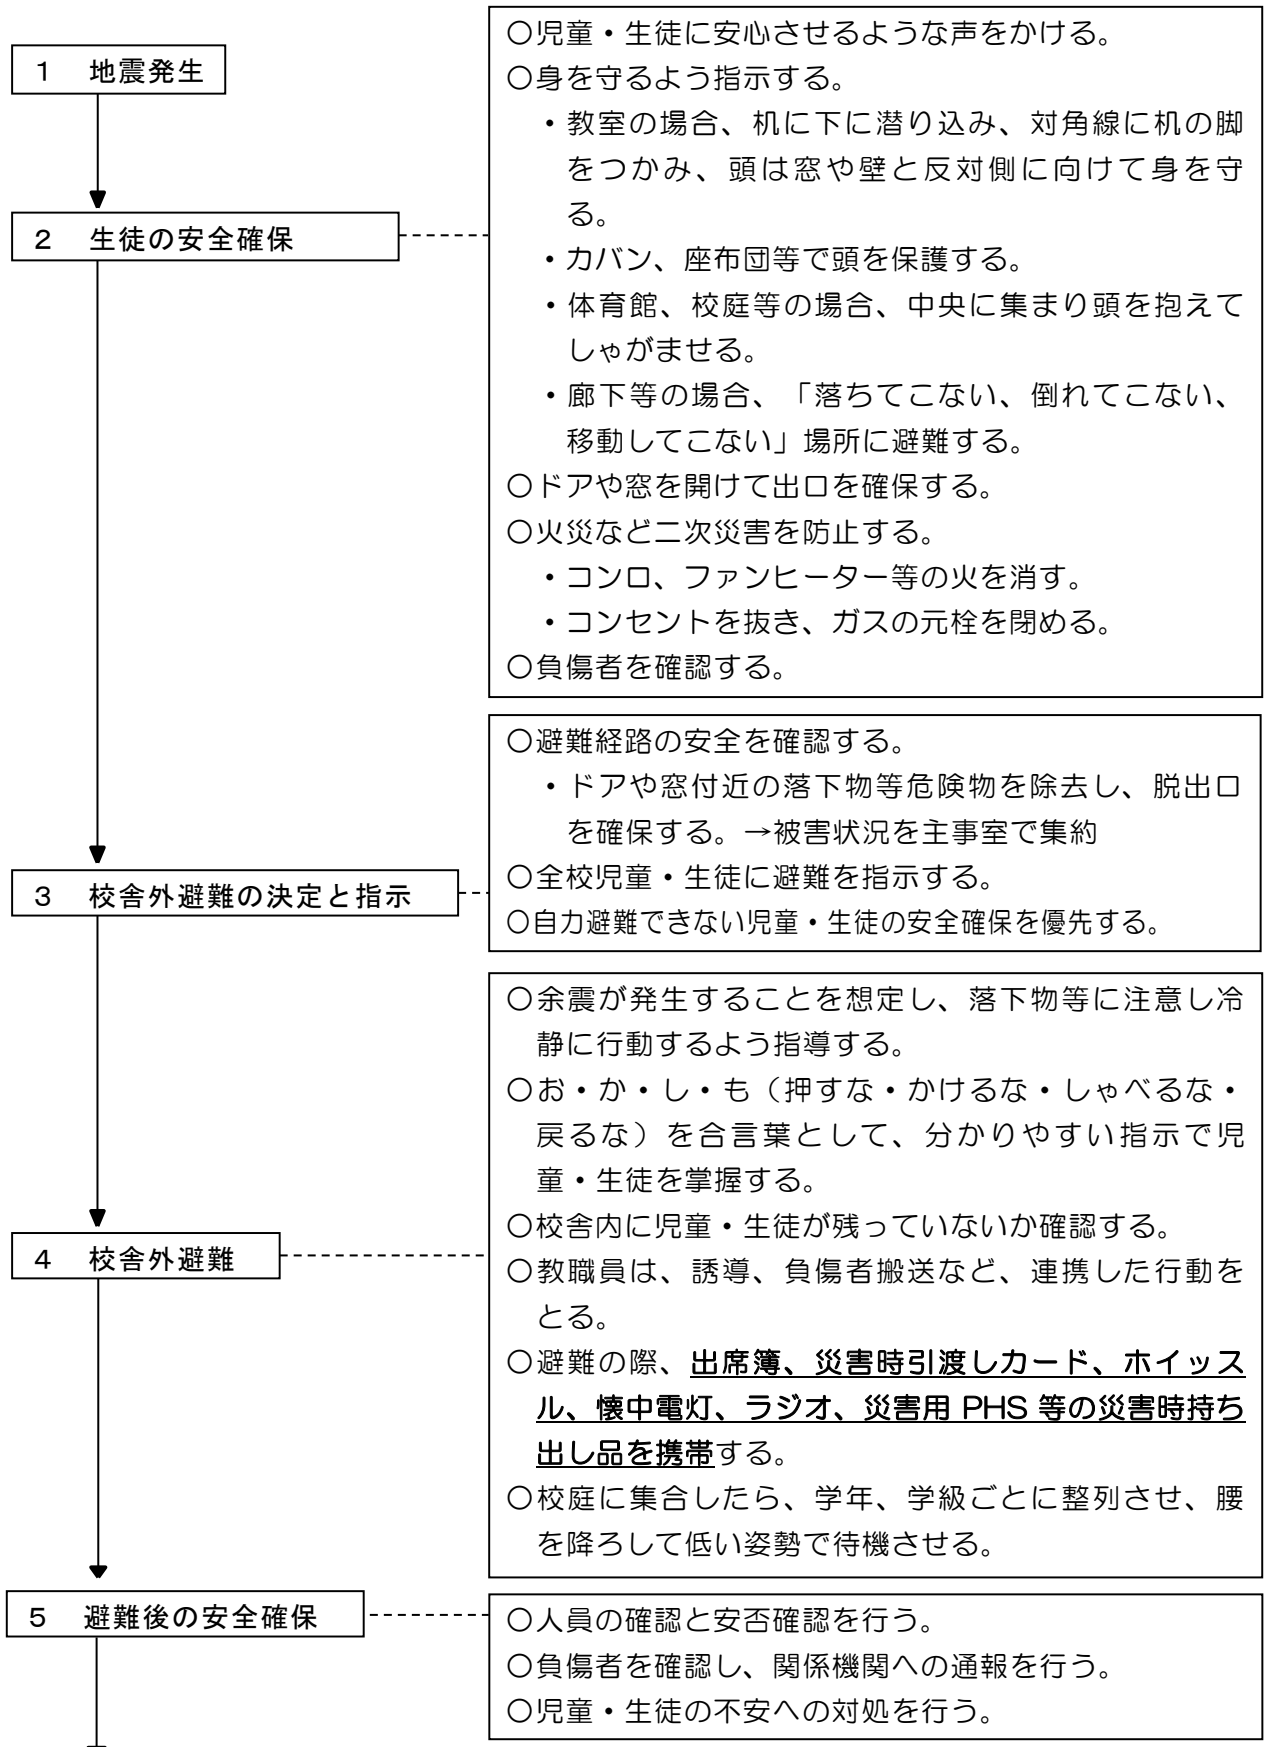 １　地震発生
○児童・生徒に安心させるような声をかける。
○身を守るよう指示する。
・教室の場合、机に下に潜り込み、対角線に机の脚
をつかみ、頭は窓や壁と反対側に向けて身を守
る。
２　生徒の安全確保
・カバン、座布団等で頭を保護する。
・体育館、校庭等の場合、中央に集まり頭を抱えて
しゃがませる。
・廊下等の場合、「落ちてこない、倒れてこない、
移動してこない」場所に避難する。
○ドアや窓を開けて出口を確保する。
○火災など二次災害を防止する。
・コンロ、ファンヒーター等の火を消す。
・コンセントを抜き、ガスの元栓を閉める。
○負傷者を確認する。
３　校舎外避難の決定と指示
○避難経路の安全を確認する。
・ドアや窓付近の落下物等危険物を除去し、脱出口
を確保する。→被害状況を主事室で集約
○全校児童・生徒に避難を指示する。
○自力避難できない児童・生徒の安全確保を優先する。
４　校舎外避難
○余震が発生することを想定し、落下物等に注意し冷
静に行動するよう指導する。
○お・か・し・も（押すな・かけるな・しゃべるな・
戻るな）を合言葉として、分かりやすい指示で児
童・生徒を掌握する。
○校舎内に児童・生徒が残っていないか確認する。
○教職員は、誘導、負傷者搬送など、連携した行動を
とる。
○避難の際、出席簿、災害時引渡しカード、ホイッス
ル、懐中電灯、ラジオ、災害用 PHS 等の災害時持ち
出し品を携帯する。
○校庭に集合したら、学年、学級ごとに整列させ、腰
を降ろして低い姿勢で待機させる。
５　避難後の安全確保
○人員の確認と安否確認を行う。
○負傷者を確認し、関係機関への通報を行う。
○児童・生徒の不安への対処を行う。